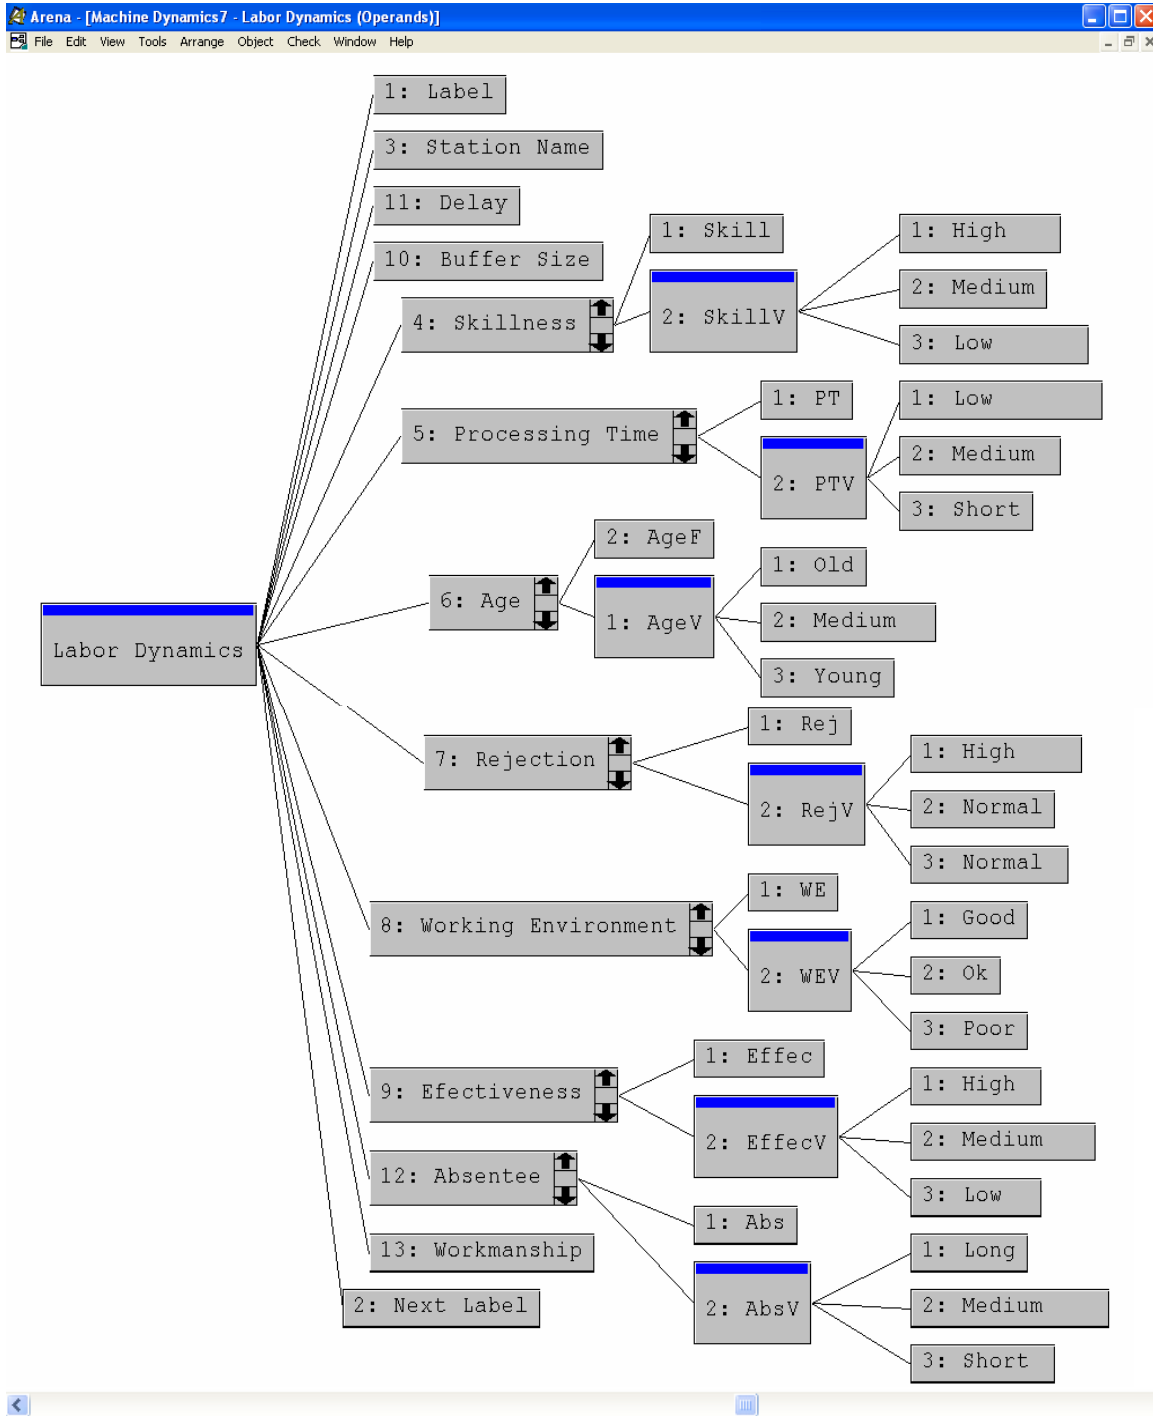 Arena - [Machine Dynamics7 - Labor Dynamics (Operands)]
File Edit View Tools Arrange Object Check Window Help
1: Label
3: Station Name
11: Delay
10: Buffer Size
4: Skillness
1: Skill
2: SkillV
1: High
2: Medium
3: Low
5: Processing Time
1: PT
2: PTV
1: Low
2: Medium
3: Short
Labor Dynamics
6: Age
2: AgeF
1: AgeV
1: Old
2: Medium
3: Young
7: Rejection
1: Rej
2: RejV
1: High
2: Normal
3: Normal
8: Working Environment
1: WE
2: WEV
1: Good
2: Ok
3: Poor
9: Efectiveness
1: Effec
2: EffecV
1: High
2: Medium
3: Low
12: Absentee
1: Abs
2: AbsV
1: Long
2: Medium
3: Short
13: Workmanship
2: Next Label